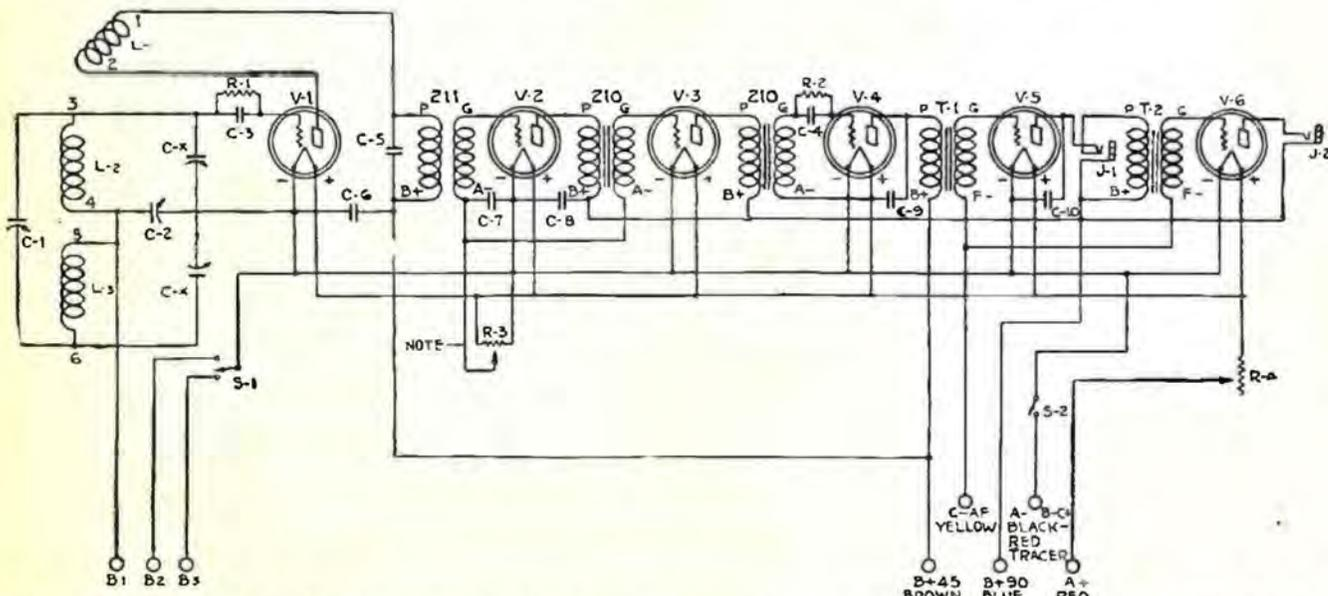 1
L-
2
R-1
C-3
V-1
3
L-2
4
C-X
C-1
C-2
5
L-3
6
C-X
C-5
C-6
211
P
G
B+
A-
V-2
C-7
C-8
210
P
G
B+
A-
V-3
210
P
G
B+
A-
R-2
C-4
V-4
C-9
P T-1 G
B+
F-
V-5
C-10
J-1
P T-2 G
B+
F-
V-6
J-2
- +
- +
- +
- +
- +
- +
NOTE
R-3
S-1
S-2
R-4
B1
B2
B3
B+45
BROWN
C-AF
YELLOW
A- B-C+
BLACK-
RED
TRACER
B+90
BLUE
A+
RED